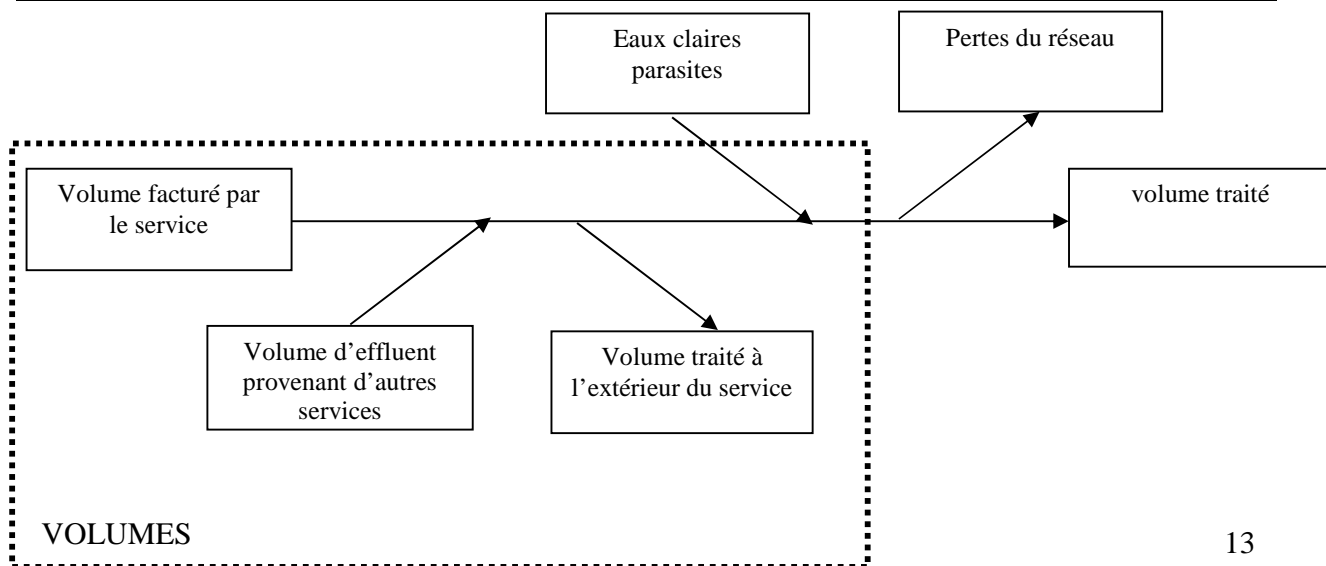 Eaux claires
parasites
Pertes du réseau
Volume facturé par
le service
volume traité
Volume d’effluent
provenant d’autres
services
Volume traité à
l’extérieur du service
VOLUMES
13